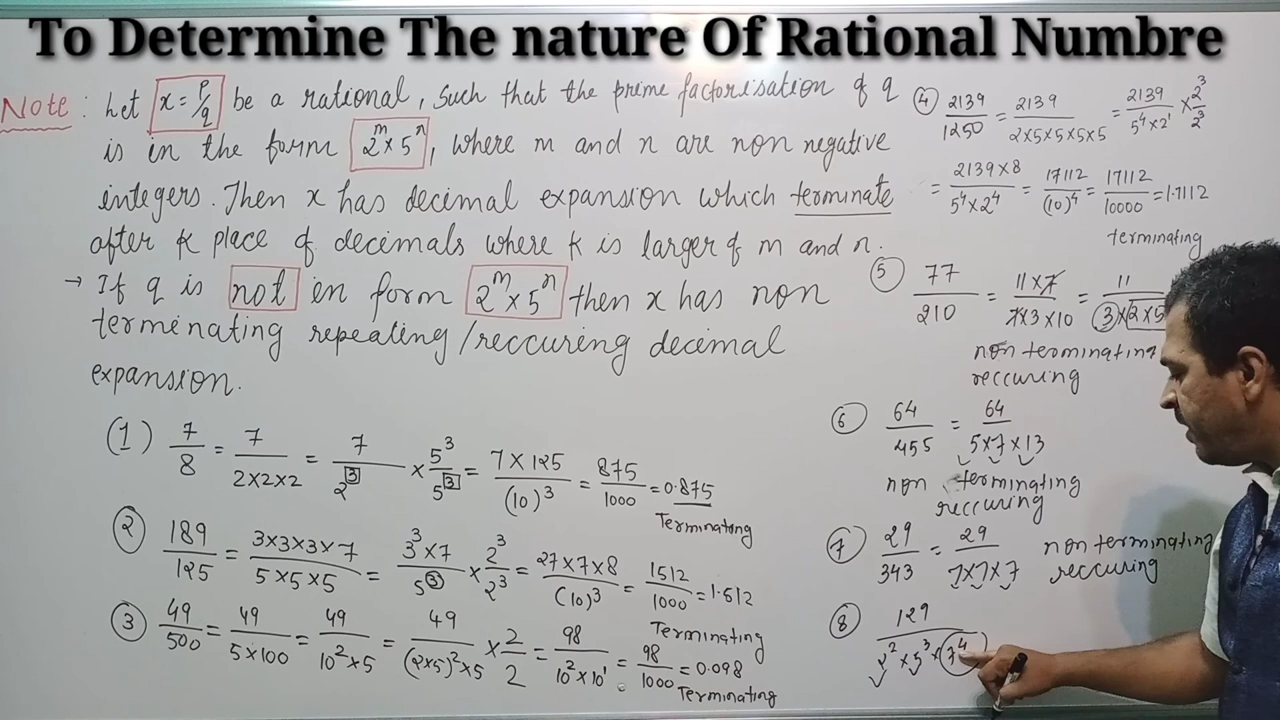 To Determine The nature Of Rational Numbre
Note: Let x = p/q be a rational, such that the prime factorisation of q
is in the form 2^m × 5^n, where m and n are non negative
integers. Then x has decimal expansion which terminate
after k place of decimals where k is larger of m and n.
→ If q is not in form 2^m × 5^n then x has non
terminating repeating/reccuring decimal
expansion.
(1) 7/8 = 7/(2×2×2) = 7/2^3 × 5^3/5^3 = (7×125)/(10)^3 = 875/1000 = 0.875
Terminatong
(2) 189/125 = (3×3×3×7)/(5×5×5) = (3^3×7)/5^3 × 2^3/2^3 = (27×7×8)/(10)^3 = 1512/1000 = 1.512
Terminating
(3) 49/500 = 49/(5×100) = 49/(10^2×5) = 49/((2×5)^2×5) × 2/2 = 98/(10^2×10^1) = 98/1000 = 0.098
Terminating
(4) 2139/1250 = 2139/(2×5×5×5×5) = 2139/(5^4×2^1) × 2^3/2^3
= (2139×8)/(5^4×2^4) = 17112/(10)^4 = 17112/10000 = 1.7112
terminating
(5) 77/210 = (11×7)/(7×3×10) = 11/(3×2×5
non terminating
reccuring
(6) 64/455 = 64/(5×7×13)
non terminating
reccuring
(7) 29/343 = 29/(7×7×7) non terminating
reccuring
(8) 129/(2^2×5^3×7^4)